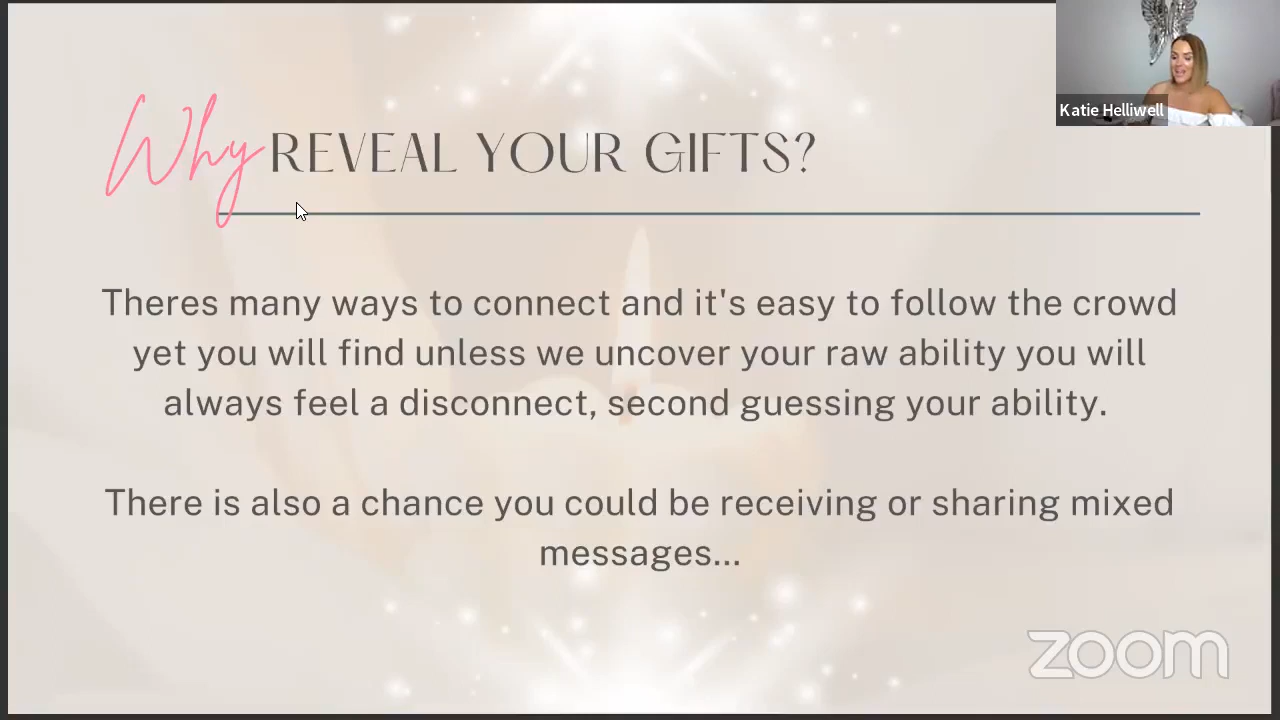 Katie Helliwell
Why REVEAL YOUR GIFTS?
Theres many ways to connect and it's easy to follow the crowd
yet you will find unless we uncover your raw ability you will
always feel a disconnect, second guessing your ability.
There is also a chance you could be receiving or sharing mixed
messages...
zoom